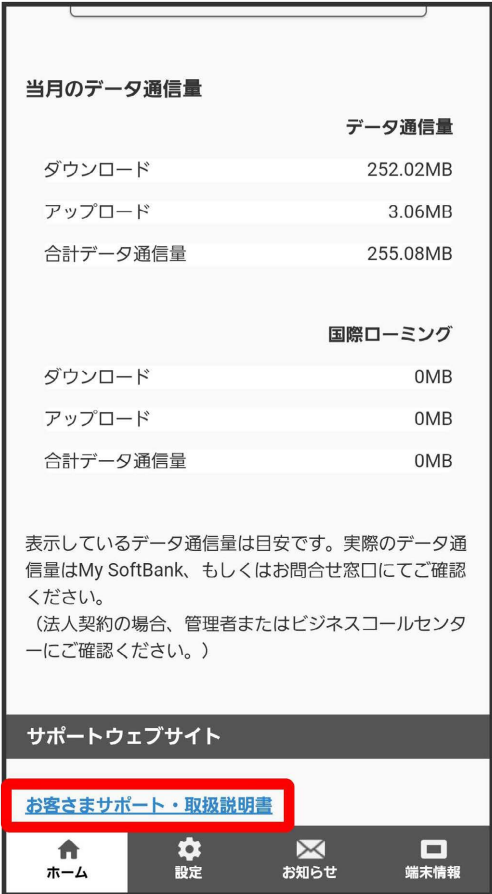 当月のデータ通信量
データ通信量
ダウンロード 252.02MB
アップロード 3.06MB
合計データ通信量 255.08MB
国際ローミング
ダウンロード 0MB
アップロード 0MB
合計データ通信量 0MB
表示しているデータ通信量は目安です。実際のデータ通
信量はMy SoftBank、もしくはお問合せ窓口にてご確認
ください。
（法人契約の場合、管理者またはビジネスコールセンタ
ーにご確認ください。）
サポートウェブサイト
お客さまサポート・取扱説明書
ホーム 設定 お知らせ 端末情報